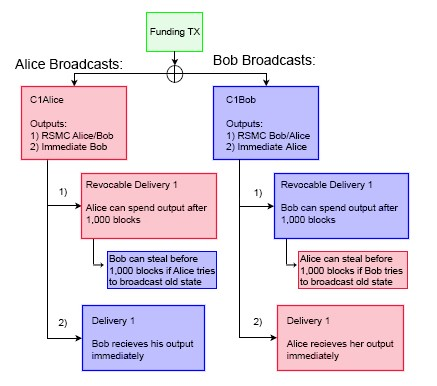 Funding TX
Alice Broadcasts:
Bob Broadcasts:
C1Alice
Outputs:
1) RSMC Alice/Bob
2) Immediate Bob
C1Bob
Outputs:
1) RSMC Bob/Alice
2) Immediate Alice
1)
Revocable Delivery 1
Alice can spend output after
1,000 blocks
Bob can steal before
1,000 blocks if Alice tries
to broadcast old state
1)
Revocable Delivery 1
Bob can spend output after
1,000 blocks
Alice can steal before
1,000 blocks if Bob tries
to broadcast old state
2)
Delivery 1
Bob recieves his output
immediately
2)
Delivery 1
Alice recieves her output
immediately